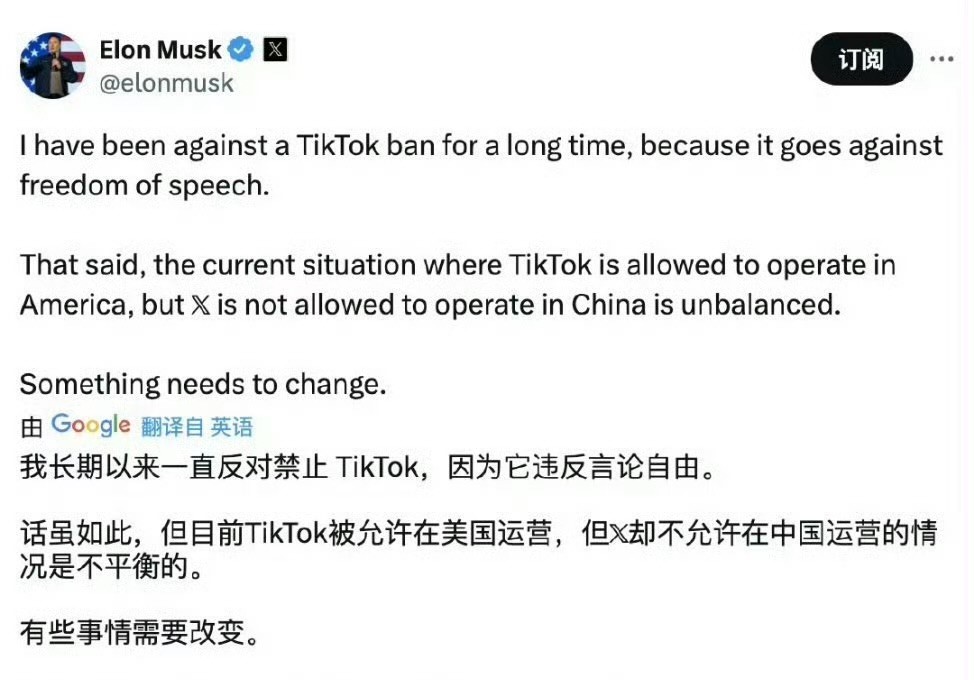 Elon Musk
@elonmusk
订阅
I have been against a TikTok ban for a long time, because it goes against
freedom of speech.
That said, the current situation where TikTok is allowed to operate in
America, but 𝕏 is not allowed to operate in China is unbalanced.
Something needs to change.
由 Google 翻译自 英语
我长期以来一直反对禁止 TikTok，因为它违反言论自由。
话虽如此，但目前TikTok被允许在美国运营，但𝕏却不允许在中国运营的情
况是不平衡的。
有些事情需要改变。